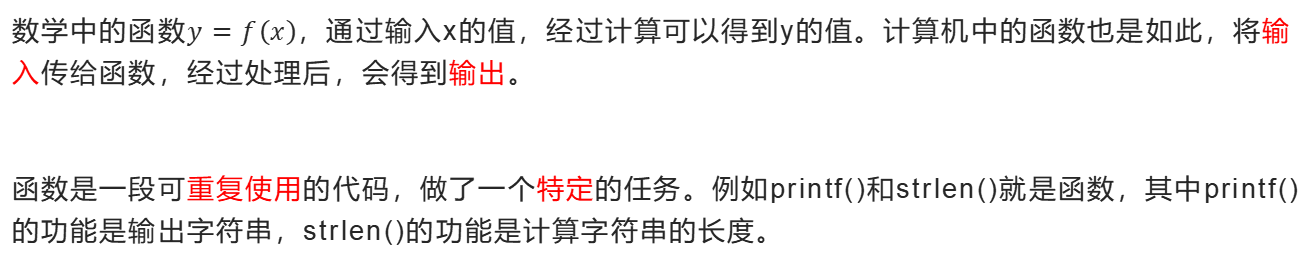 数学中的函数y = f(x)，通过输入x的值，经过计算可以得到y的值。计算机中的函数也是如此，将输
入传给函数，经过处理后，会得到输出。
函数是一段可重复使用的代码，做了一个特定的任务。例如printf()和strlen()就是函数，其中printf()
的功能是输出字符串，strlen()的功能是计算字符串的长度。